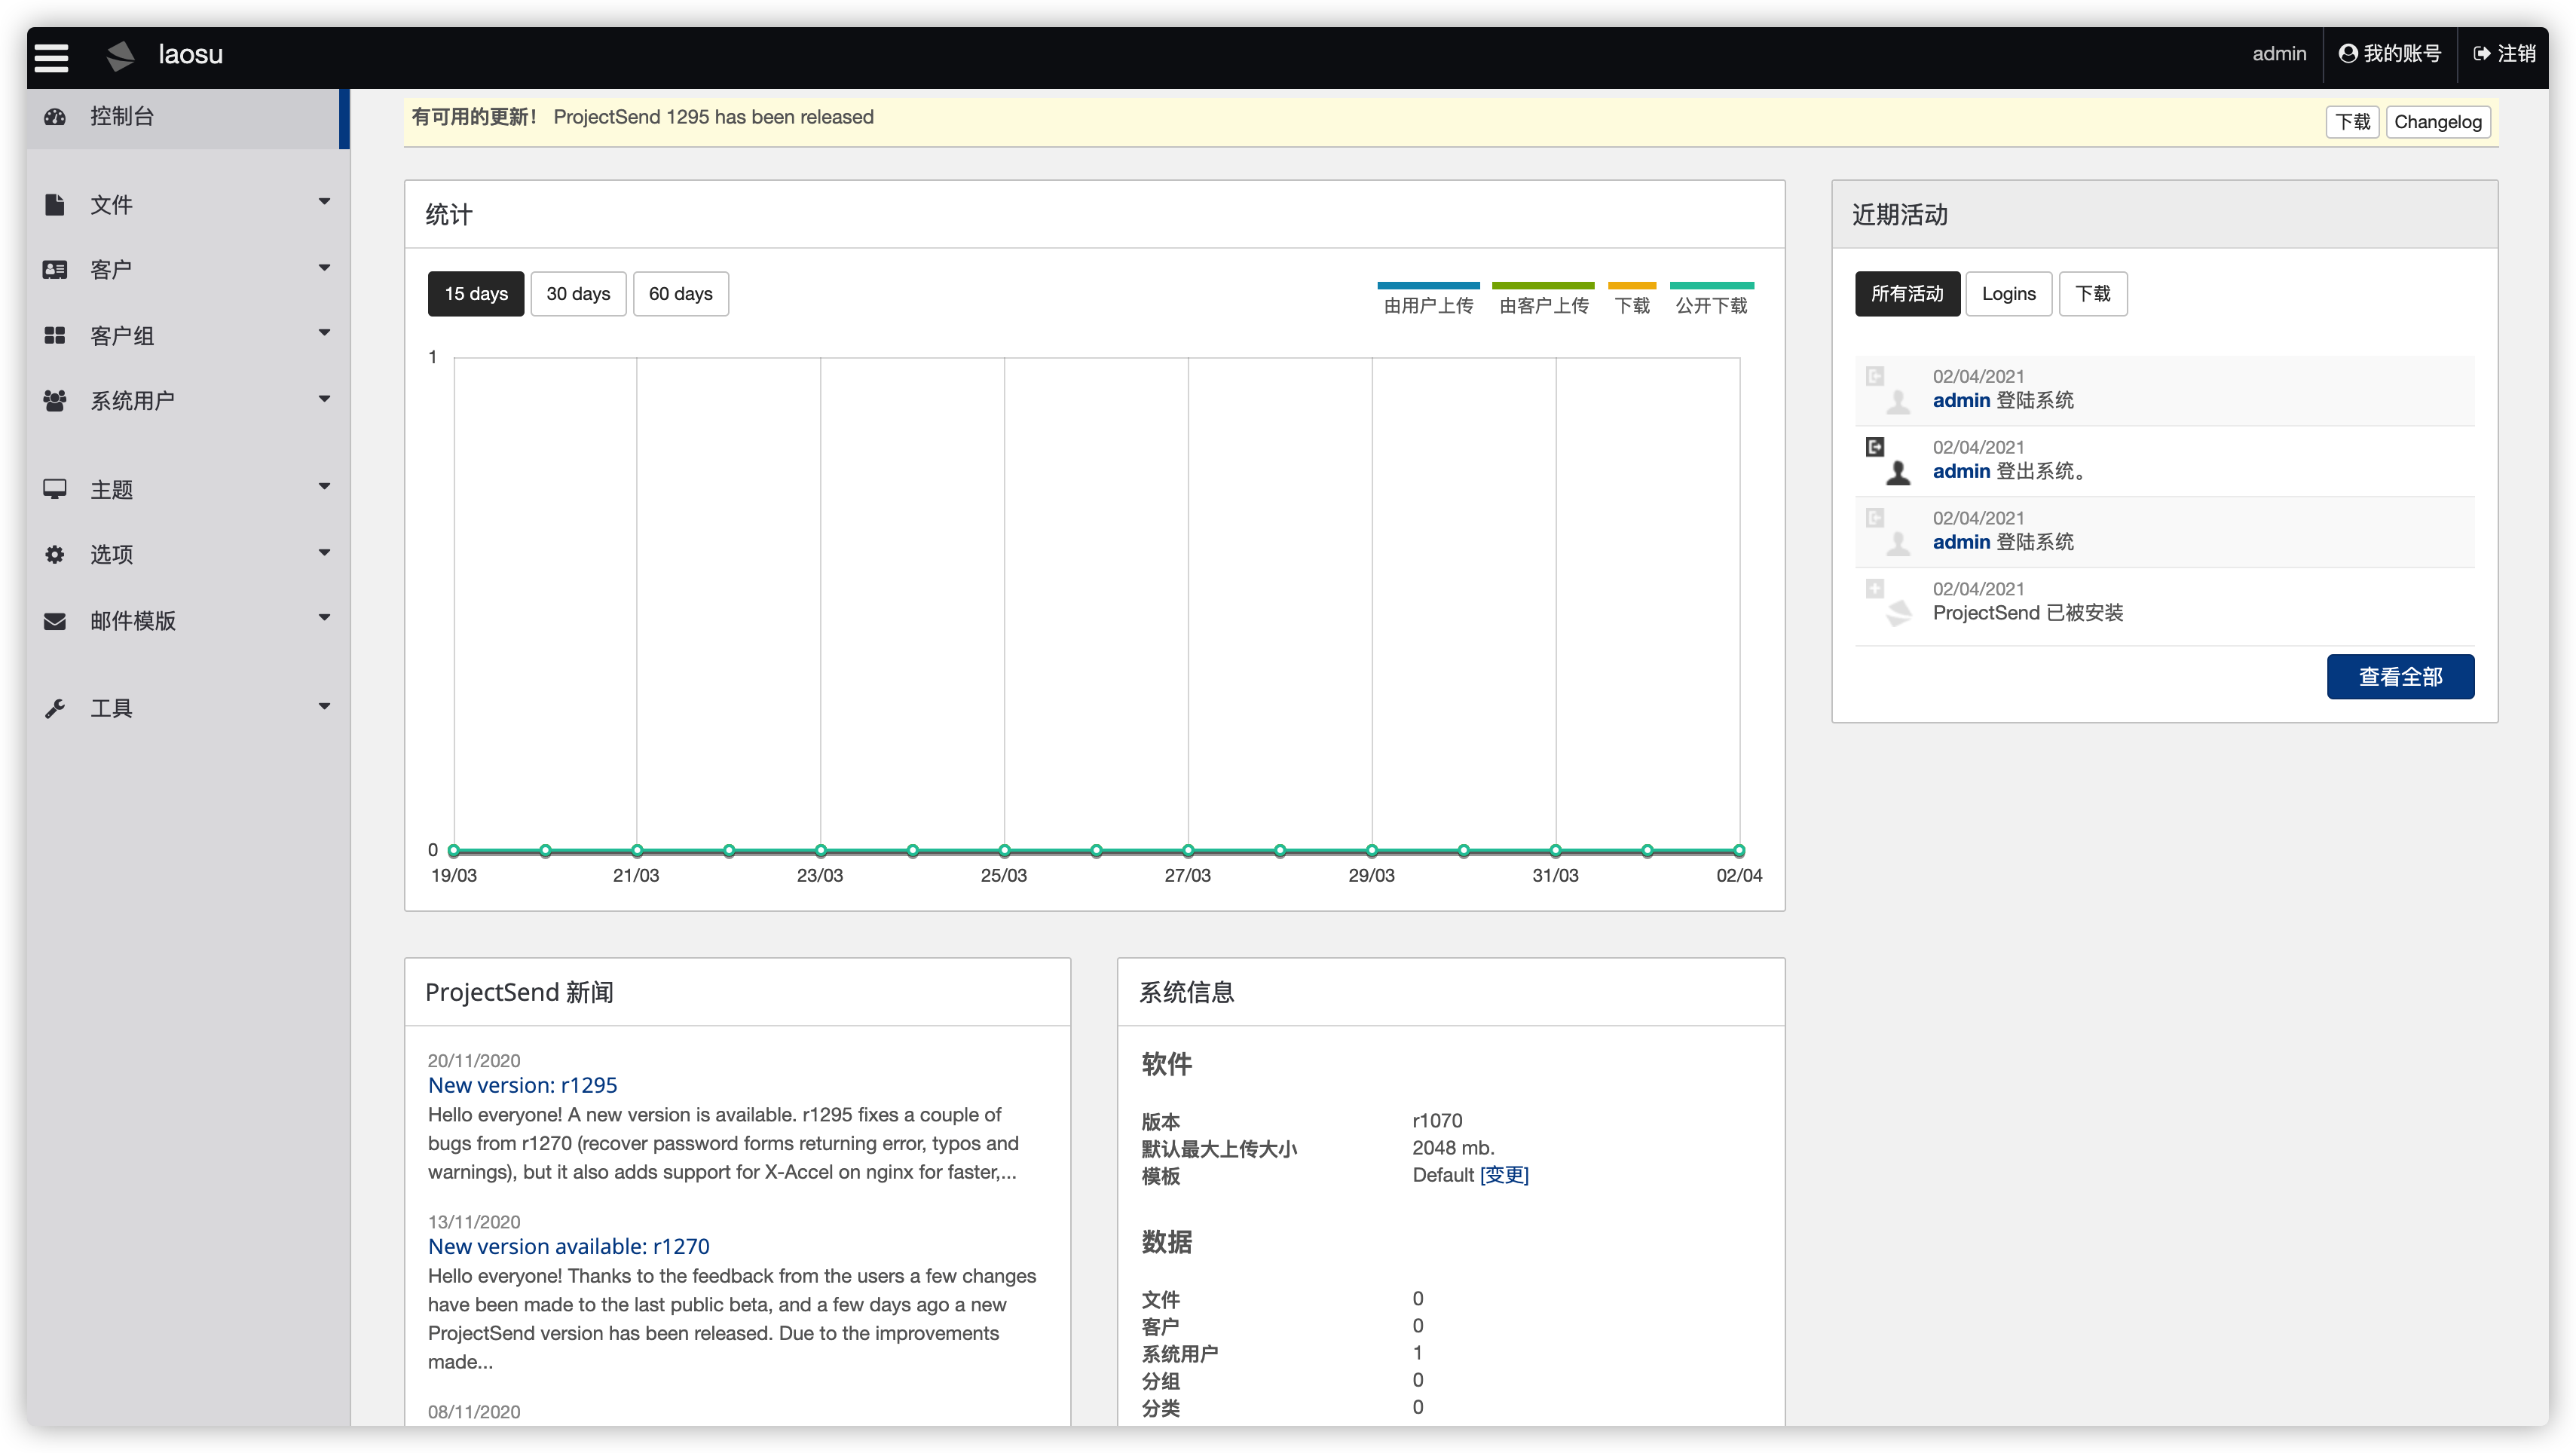 laosu
admin
我的账号
注销
控制台
文件
客户
客户组
系统用户
主题
选项
邮件模版
工具
有可用的更新！ ProjectSend 1295 has been released
下载
Changelog
统计
15 days
30 days
60 days
由用户上传
由客户上传
下载
公开下载
1
0
19/03
21/03
23/03
25/03
27/03
29/03
31/03
02/04
近期活动
所有活动
Logins
下载
02/04/2021
admin 登陆系统
02/04/2021
admin 登出系统。
02/04/2021
admin 登陆系统
02/04/2021
ProjectSend 已被安装
查看全部
ProjectSend 新闻
20/11/2020
New version: r1295
Hello everyone! A new version is available. r1295 fixes a couple of
bugs from r1270 (recover password forms returning error, typos and
warnings), but it also adds support for X-Accel on nginx for faster,...
13/11/2020
New version available: r1270
Hello everyone! Thanks to the feedback from the users a few changes
have been made to the last public beta, and a few days ago a new
ProjectSend version has been released. Due to the improvements
made...
08/11/2020
系统信息
软件
版本 r1070
默认最大上传大小 2048 mb.
模板 Default [变更]
数据
文件 0
客户 0
系统用户 1
分组 0
分类 0